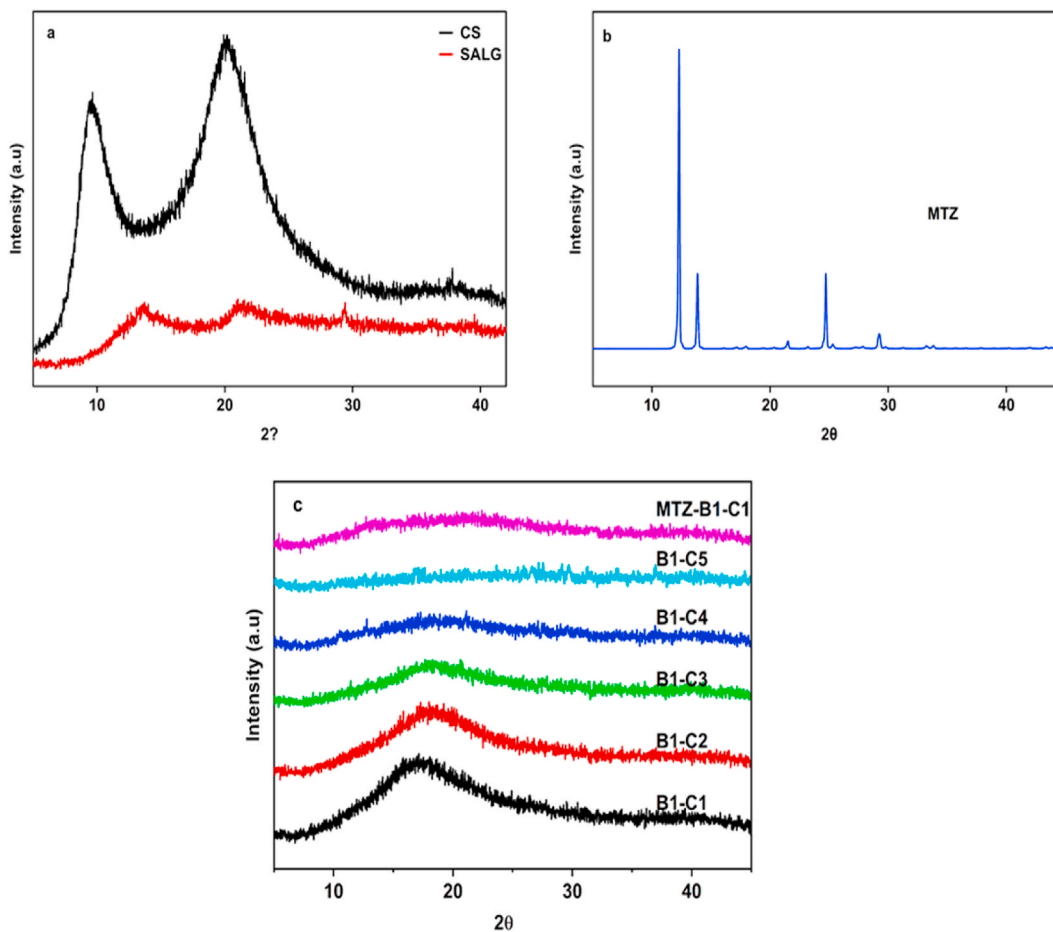 a
CS
SALG
Intensity (a.u)
10 20 30 40
2?
b
MTZ
Intensity (a.u)
10 20 30 40
2θ
c
MTZ-B1-C1
B1-C5
B1-C4
B1-C3
B1-C2
B1-C1
Intensity (a.u)
10 20 30 40
2θ